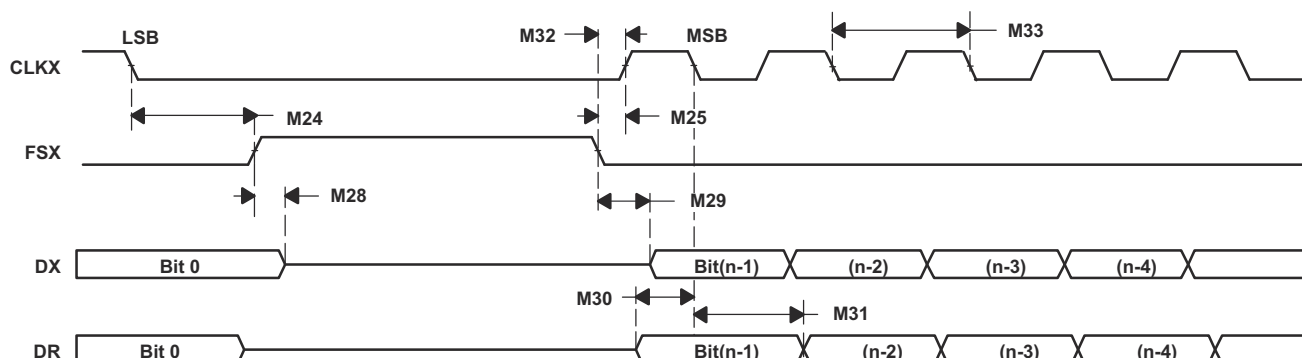 LSB
M32
MSB
M33
CLKX
M24
M25
FSX
M28
M29
DX
Bit 0
Bit(n-1)
(n-2)
(n-3)
(n-4)
M30
M31
DR
Bit 0
Bit(n-1)
(n-2)
(n-3)
(n-4)